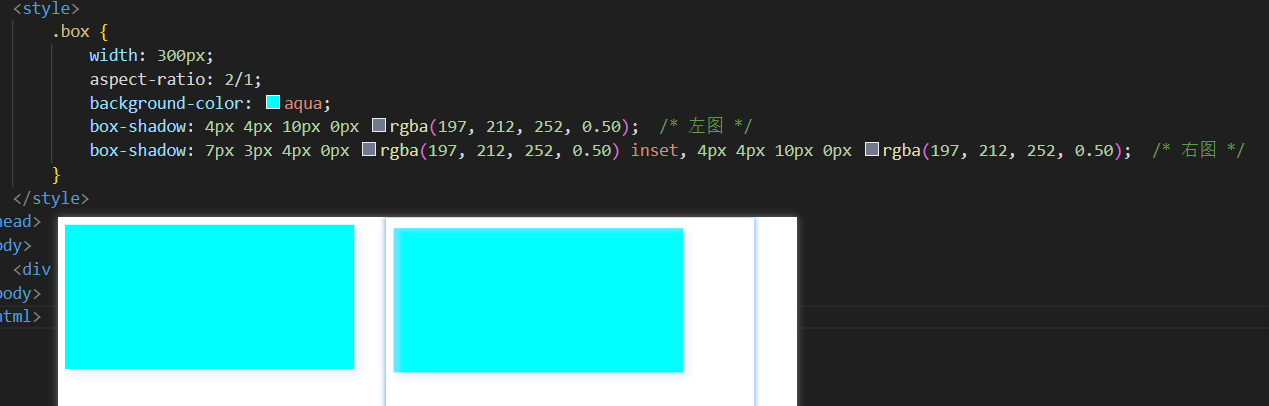 <style>
.box {
width: 300px;
aspect-ratio: 2/1;
background-color: aqua;
box-shadow: 4px 4px 10px 0px rgba(197, 212, 252, 0.50); /* 左图 */
box-shadow: 7px 3px 4px 0px rgba(197, 212, 252, 0.50) inset, 4px 4px 10px 0px rgba(197, 212, 252, 0.50); /* 右图 */
}
</style>
head>
ody>
<div
body>
html>